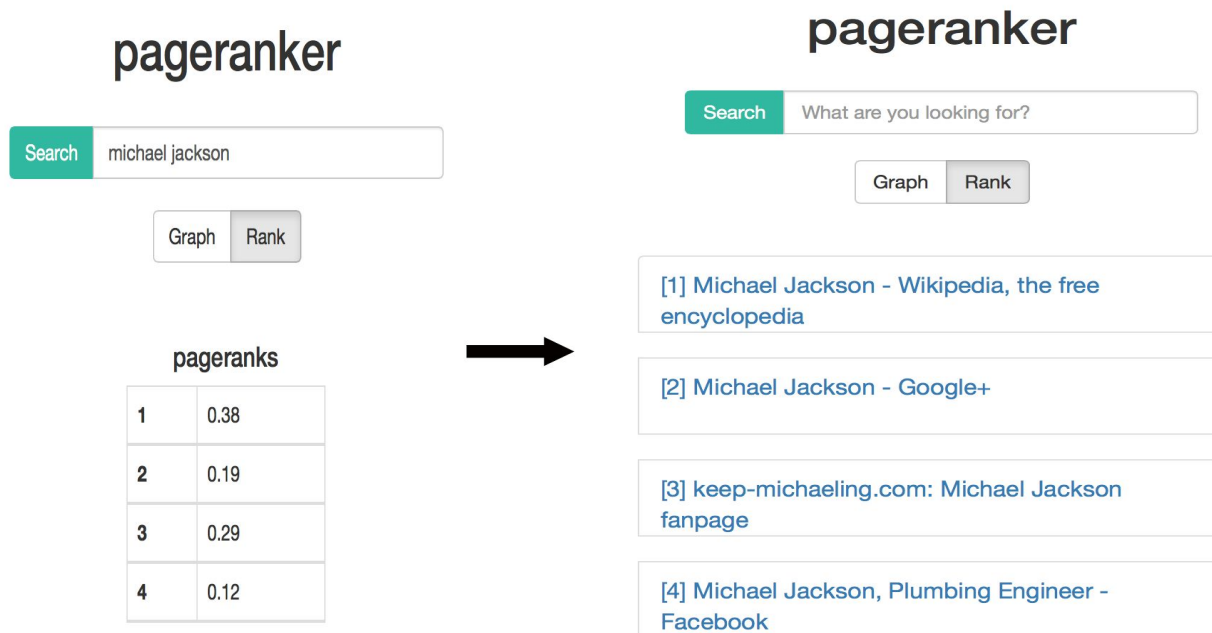 pageranker
Search michael jackson
Graph Rank
pageranks
1 0.38
2 0.19
3 0.29
4 0.12
pageranker
Search What are you looking for?
Graph Rank
[1] Michael Jackson - Wikipedia, the free
encyclopedia
[2] Michael Jackson - Google+
[3] keep-michaeling.com: Michael Jackson
fanpage
[4] Michael Jackson, Plumbing Engineer -
Facebook